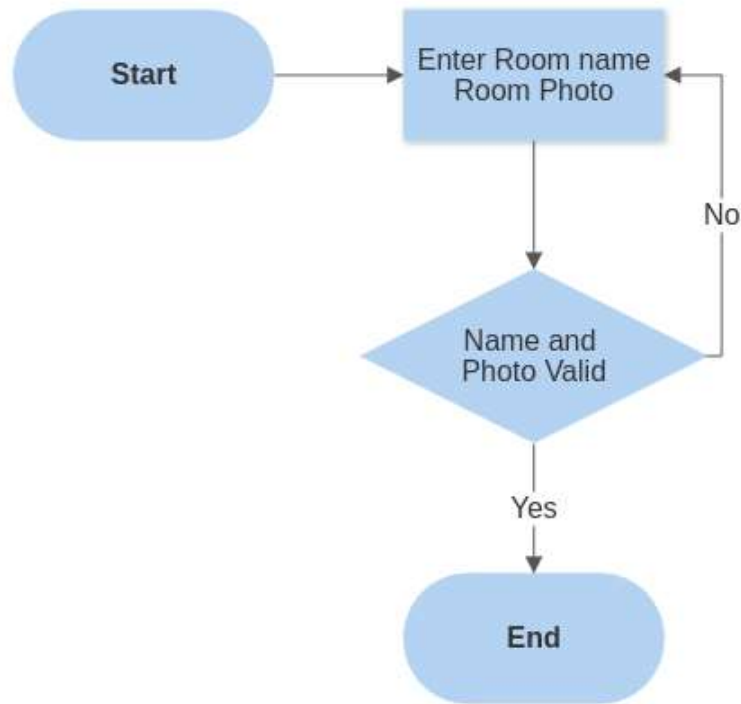 Start
Enter Room name
Room Photo
No
Name and
Photo Valid
Yes
End